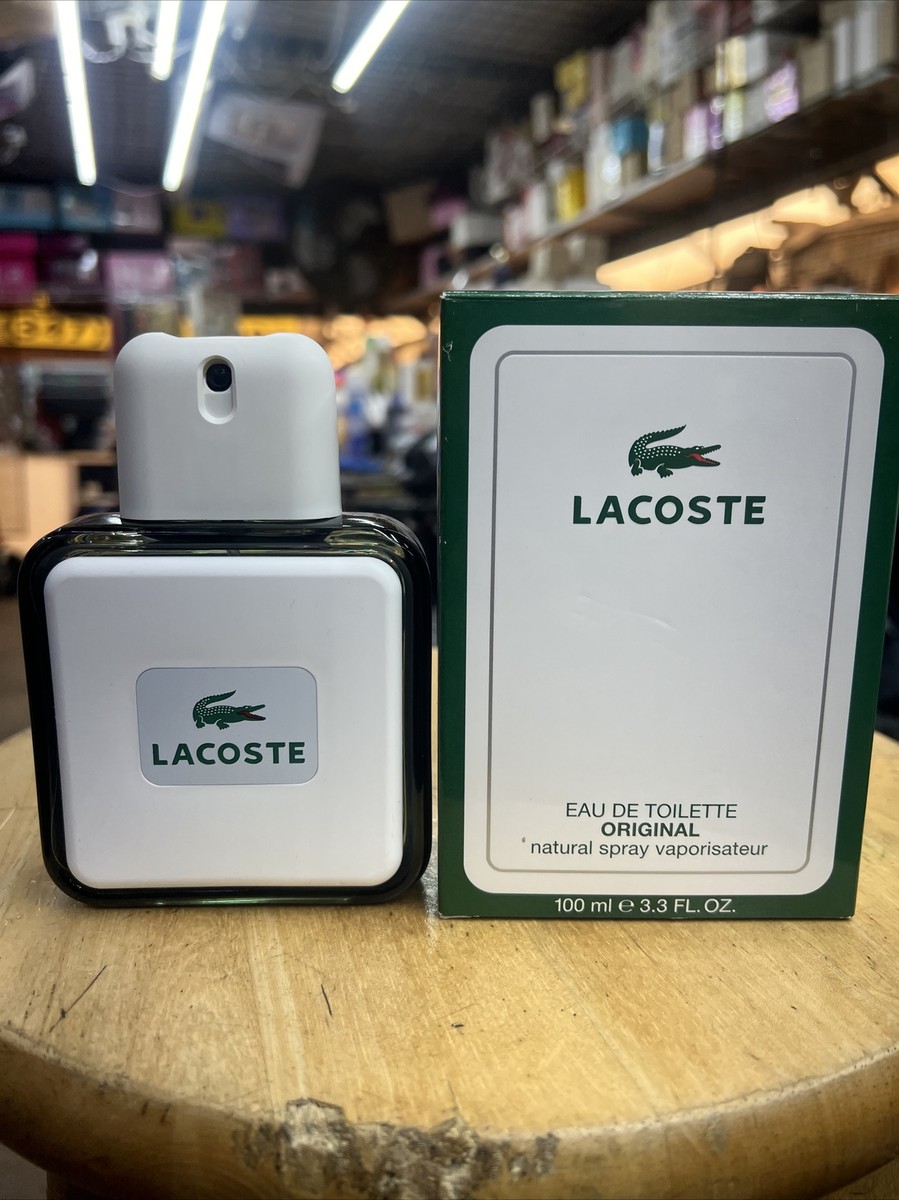 LACOSTE
LACOSTE
EAU DE TOILETTE
ORIGINAL
natural spray vaporisateur
100 ml ℮ 3.3 FL. OZ.